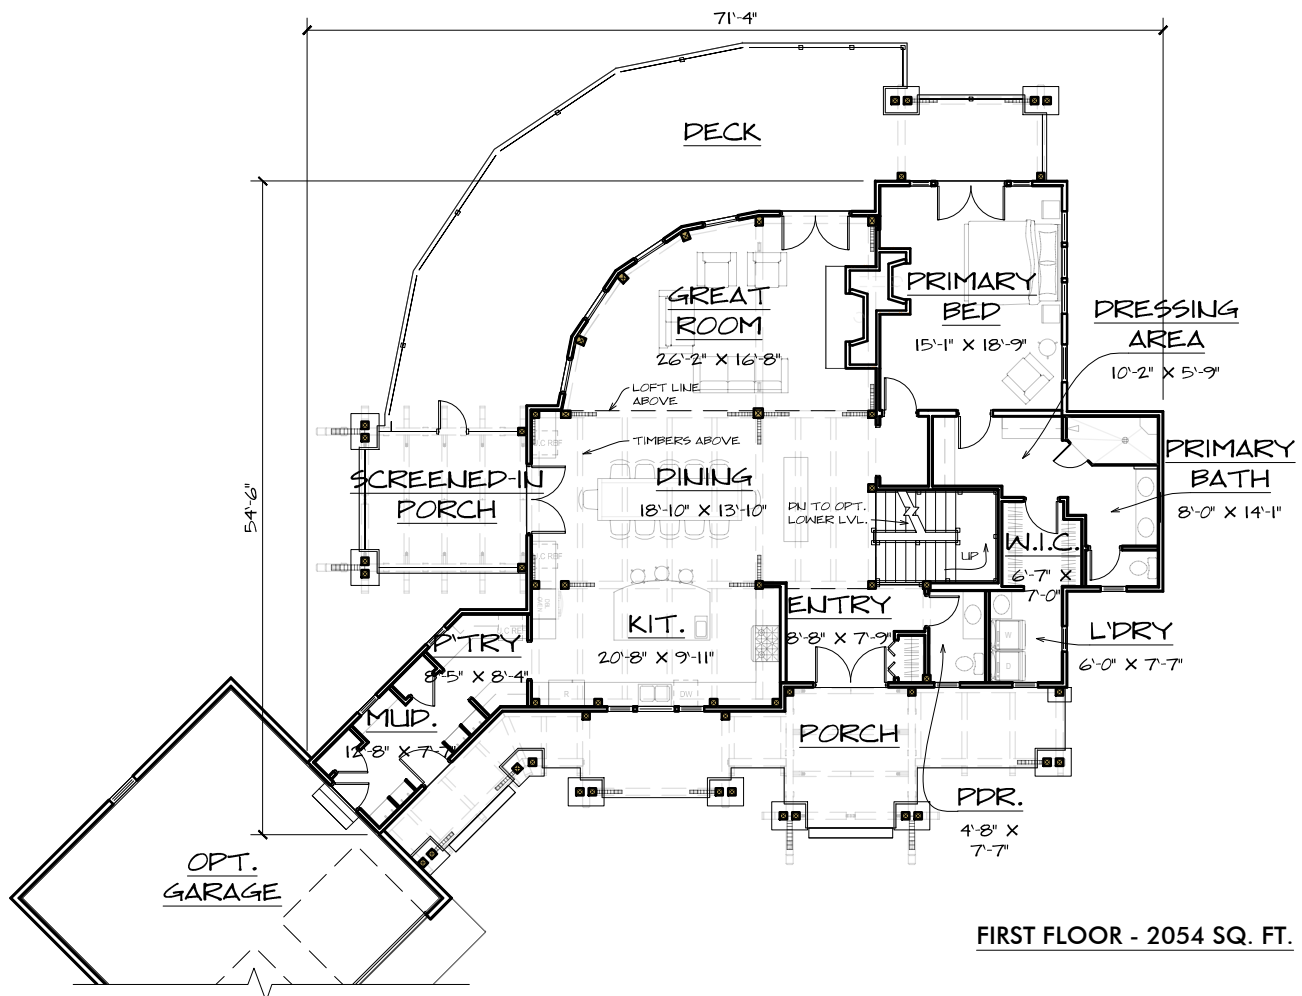 71'-4"
DECK
54'-6"
GREAT
ROOM
26'-2" X 16'-8"
PRIMARY
BED
15'-1" X 18'-9"
DRESSING
AREA
10'-2" X 5'-9"
LOFT LINE
ABOVE
TIMBERS ABOVE
SCREENED-IN
PORCH
DINING
18'-10" X 13'-10"
DN TO OPT.
LOWER LVL.
UP
PRIMARY
BATH
8'-0" X 14'-1"
W.I.C.
6'-7" X
7'-0"
ENTRY
8'-8" X 7'-9"
KIT.
20'-8" X 9'-11"
P'TRY
8'-5" X 8'-4"
W
D
L'DRY
6'-0" X 7'-7"
R
DW
MUD.
12'-8" X 7'-7"
PORCH
PDR.
4'-8" X
7'-7"
OPT.
GARAGE
FIRST FLOOR - 2054 SQ. FT.